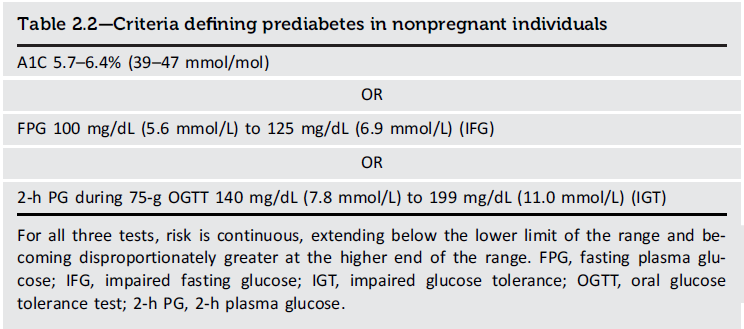 Table 2.2—Criteria defining prediabetes in nonpregnant individuals
A1C 5.7–6.4% (39–47 mmol/mol)
OR
FPG 100 mg/dL (5.6 mmol/L) to 125 mg/dL (6.9 mmol/L) (IFG)
OR
2-h PG during 75-g OGTT 140 mg/dL (7.8 mmol/L) to 199 mg/dL (11.0 mmol/L) (IGT)
For all three tests, risk is continuous, extending below the lower limit of the range and be-
coming disproportionately greater at the higher end of the range. FPG, fasting plasma glu-
cose; IFG, impaired fasting glucose; IGT, impaired glucose tolerance; OGTT, oral glucose
tolerance test; 2-h PG, 2-h plasma glucose.